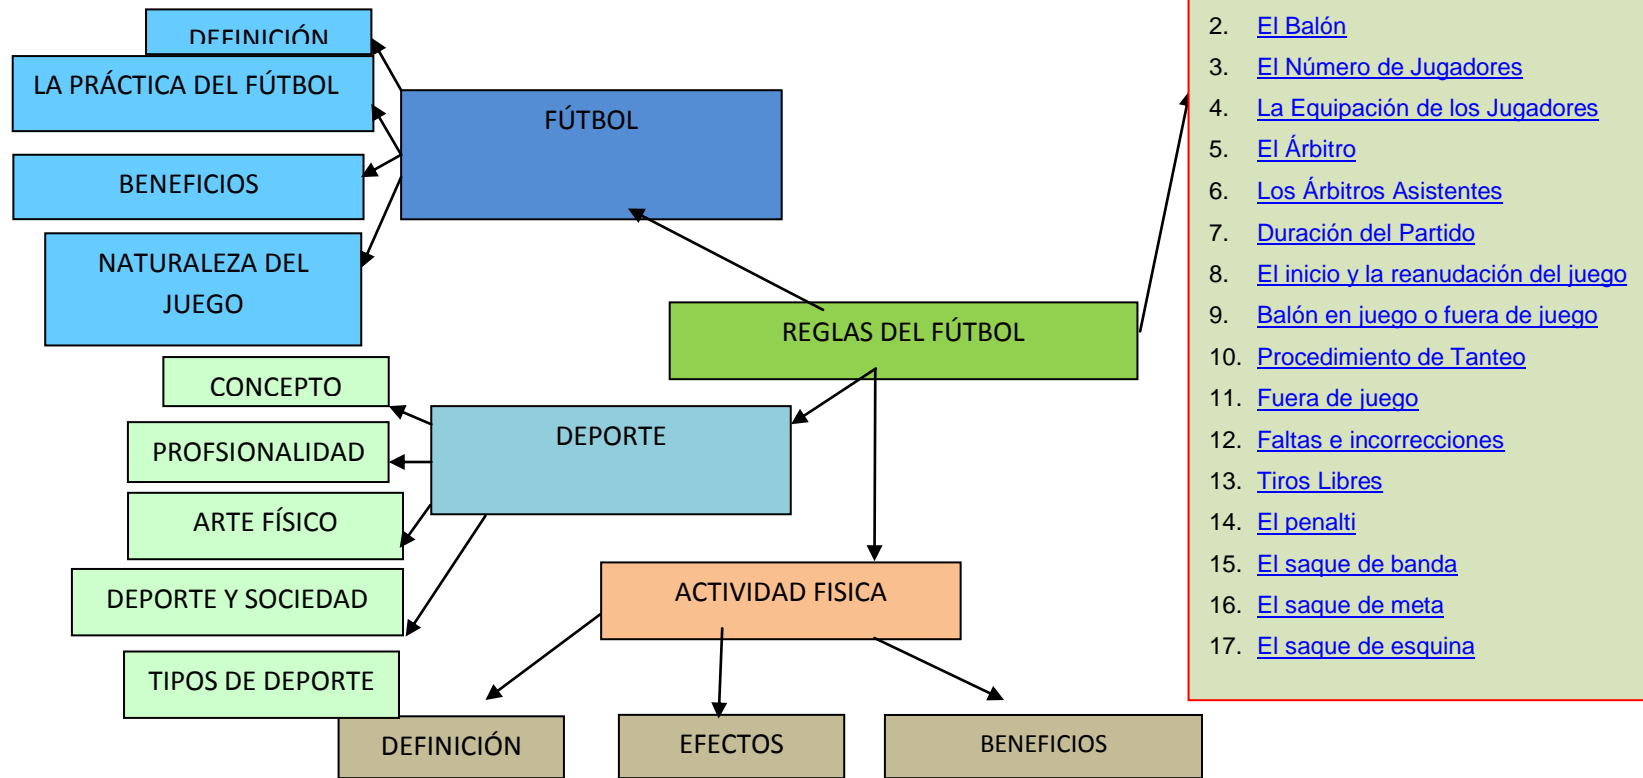 DEFINICIÓN
LA PRÁCTICA DEL FÚTBOL
BENEFICIOS
NATURALEZA DEL
JUEGO
FÚTBOL
REGLAS DEL FÚTBOL
CONCEPTO
PROFSIONALIDAD
ARTE FÍSICO
DEPORTE Y SOCIEDAD
TIPOS DE DEPORTE
DEPORTE
ACTIVIDAD FISICA
DEFINICIÓN
EFECTOS
BENEFICIOS
2. El Balón
3. El Número de Jugadores
4. La Equipación de los Jugadores
5. El Árbitro
6. Los Árbitros Asistentes
7. Duración del Partido
8. El inicio y la reanudación del juego
9. Balón en juego o fuera de juego
10. Procedimiento de Tanteo
11. Fuera de juego
12. Faltas e incorrecciones
13. Tiros Libres
14. El penalti
15. El saque de banda
16. El saque de meta
17. El saque de esquina